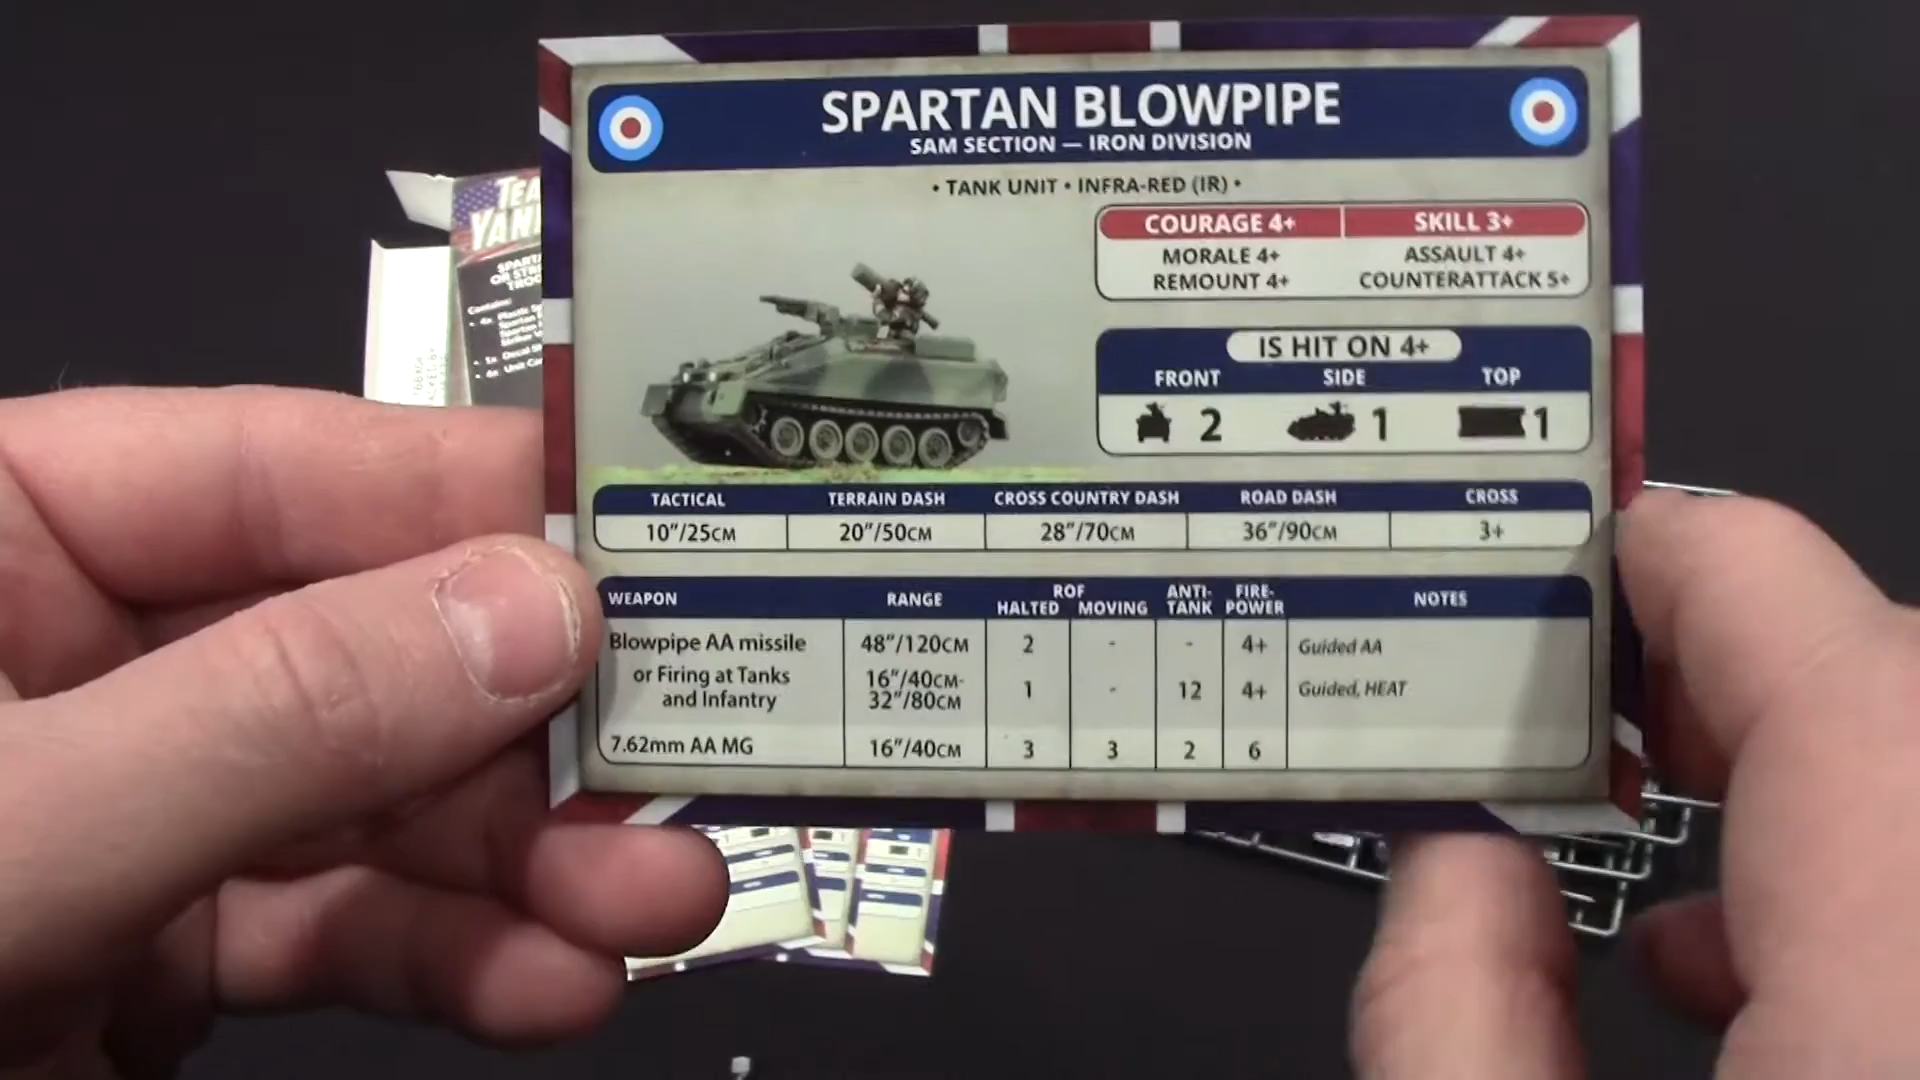 SPARTAN BLOWPIPE
SAM SECTION — IRON DIVISION
• TANK UNIT • INFRA-RED (IR) •
COURAGE 4+ SKILL 3+
MORALE 4+ ASSAULT 4+
REMOUNT 4+ COUNTERATTACK 5+
IS HIT ON 4+
FRONT SIDE TOP
2 1 1
TACTICAL TERRAIN DASH CROSS COUNTRY DASH ROAD DASH CROSS
10"/25CM 20"/50CM 28"/70CM 36"/90CM 3+
WEAPON RANGE ROF HALTED MOVING ANTI-TANK FIRE-POWER NOTES
Blowpipe AA missile 48"/120CM 2 - - 4+ Guided AA
or Firing at Tanks 16"/40CM-
and Infantry 32"/80CM 1 - 12 4+ Guided, HEAT
7.62mm AA MG 16"/40CM 3 3 2 6
Contains: